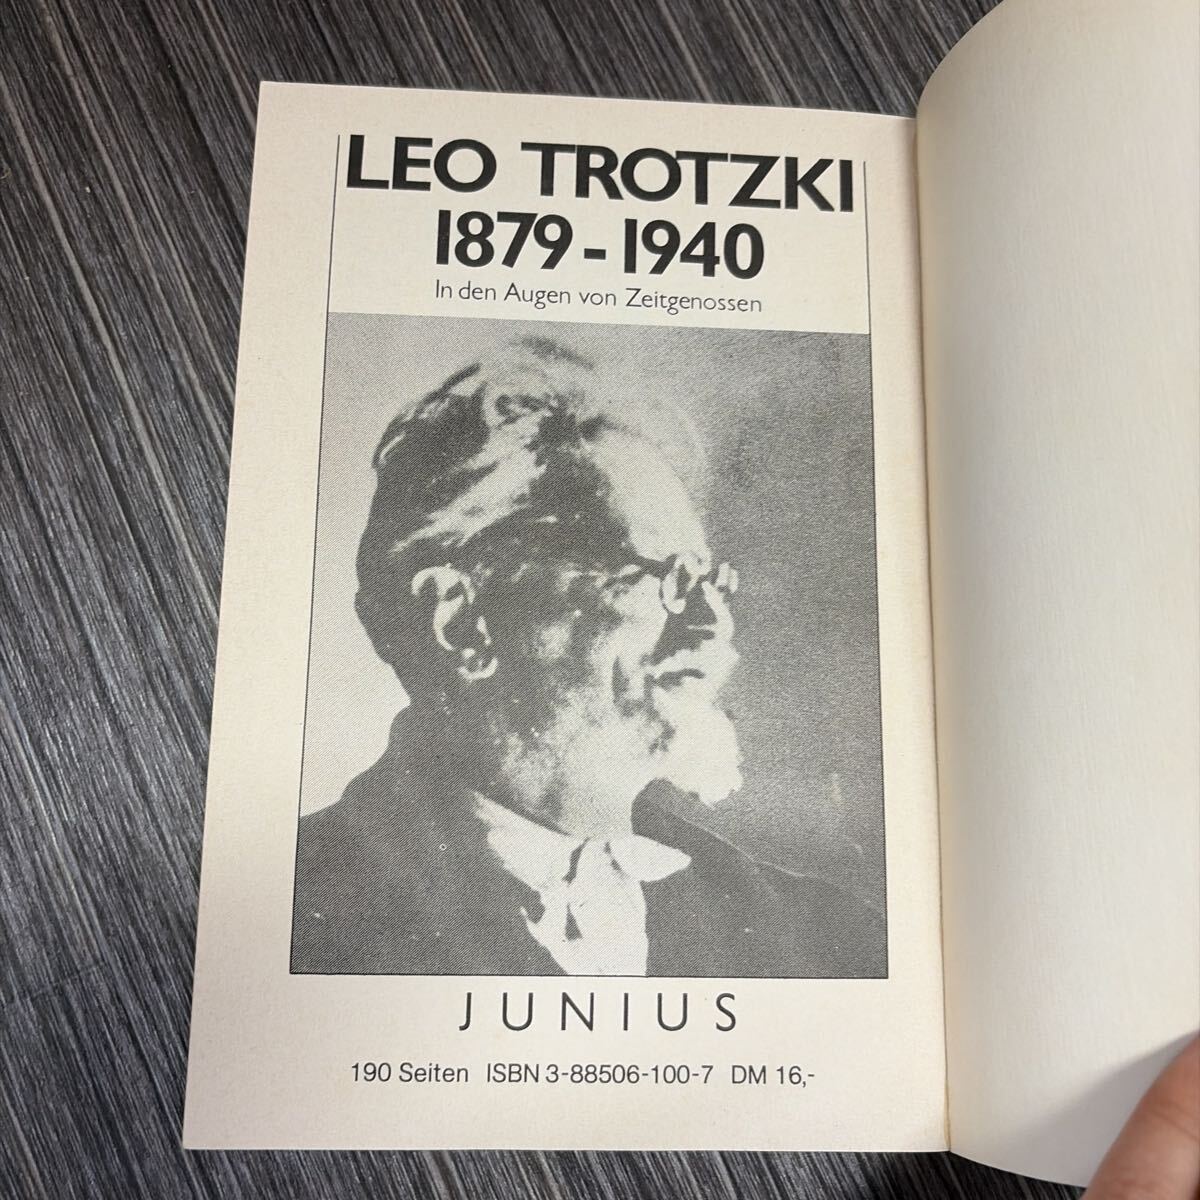 LEO TROTZKI
1879-1940
In den Augen von Zeitgenossen
JUNIUS
190 Seiten ISBN 3-88506-100-7 DM 16,-